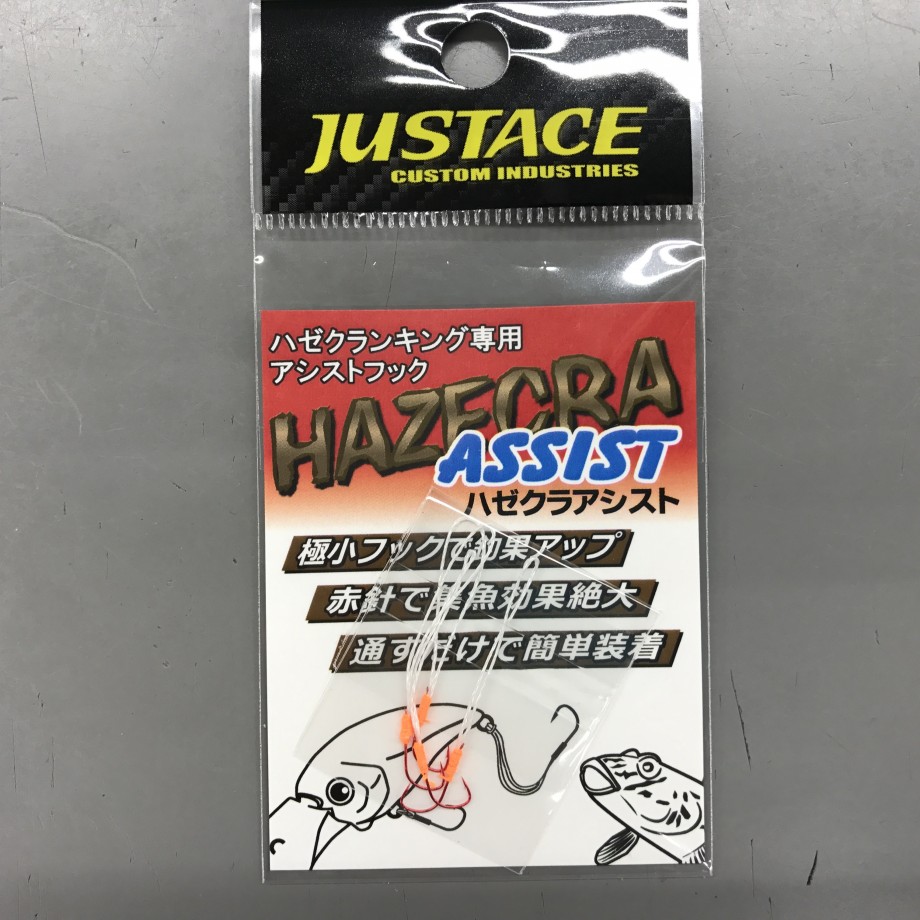 JUSTACE
CUSTOM INDUSTRIES
ハゼクランキング専用
アシストフック
HAZECRA
ASSIST
ハゼクラアシスト
極小フックで効果アップ
赤針で集魚効果絶大
通すだけで簡単装着